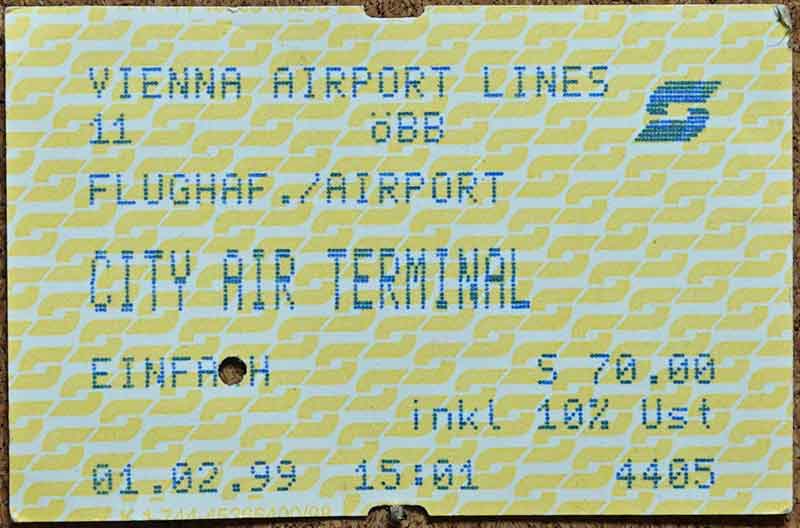 VIENNA AIRPORT LINES
11 öBB
FLUGHAF./AIRPORT
CITY AIR TERMINAL
EINFA H
S 70.00
inkl 10% Ust
01.02.99 15:01 4405